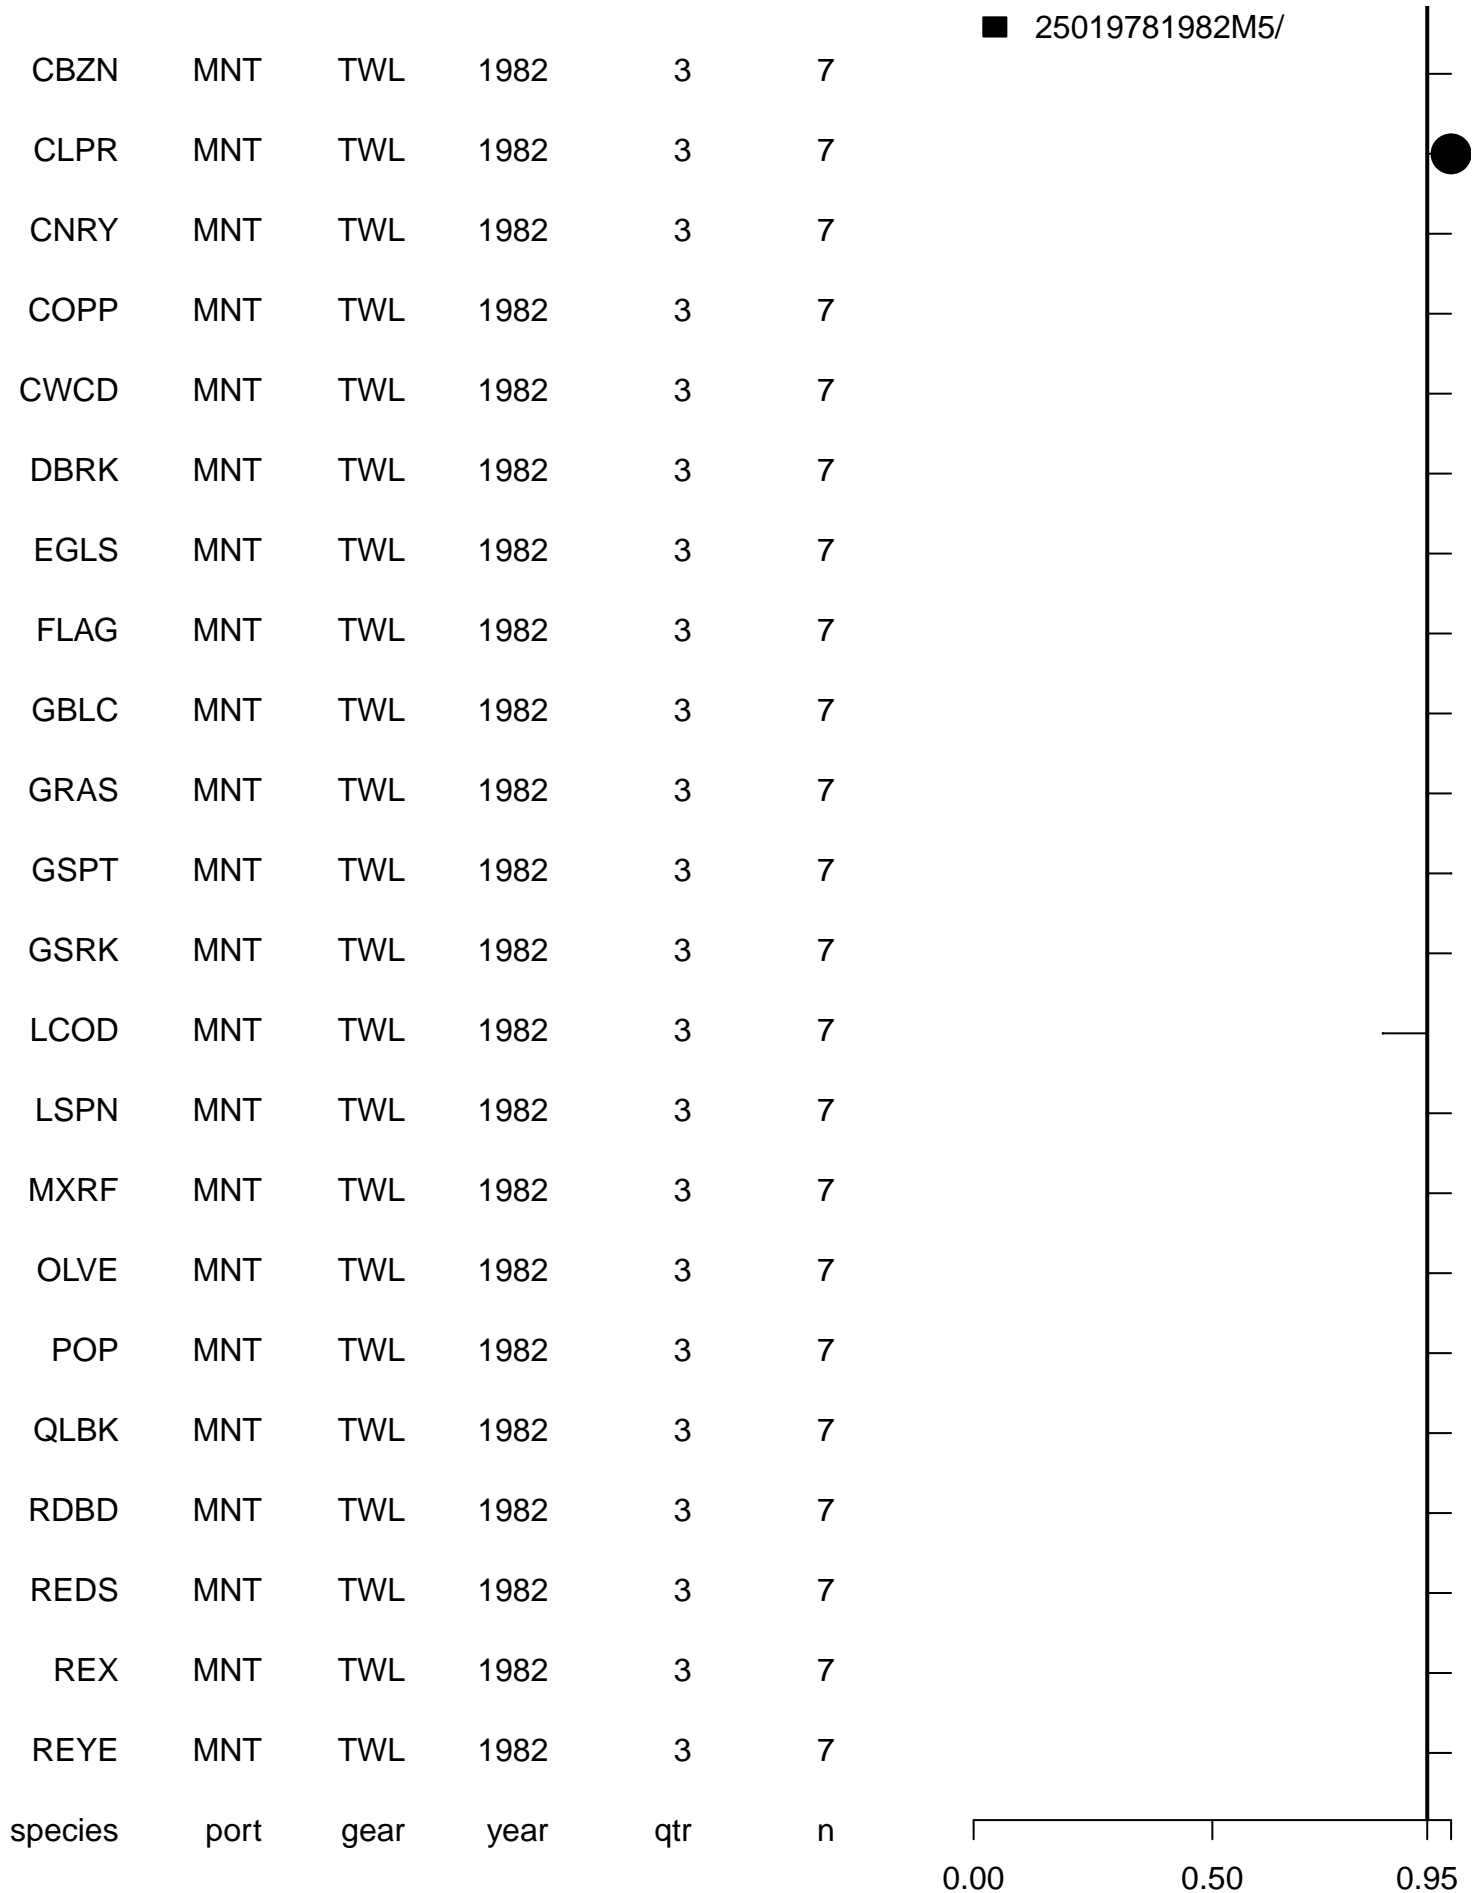 25019781982M5/
CBZN MNT TWL 1982 3 7
CLPR MNT TWL 1982 3 7
CNRY MNT TWL 1982 3 7
COPP MNT TWL 1982 3 7
CWCD MNT TWL 1982 3 7
DBRK MNT TWL 1982 3 7
EGLS MNT TWL 1982 3 7
FLAG MNT TWL 1982 3 7
GBLC MNT TWL 1982 3 7
GRAS MNT TWL 1982 3 7
GSPT MNT TWL 1982 3 7
GSRK MNT TWL 1982 3 7
LCOD MNT TWL 1982 3 7
LSPN MNT TWL 1982 3 7
MXRF MNT TWL 1982 3 7
OLVE MNT TWL 1982 3 7
POP MNT TWL 1982 3 7
QLBK MNT TWL 1982 3 7
RDBD MNT TWL 1982 3 7
REDS MNT TWL 1982 3 7
REX MNT TWL 1982 3 7
REYE MNT TWL 1982 3 7
species port gear year qtr n
0.00 0.50 0.95